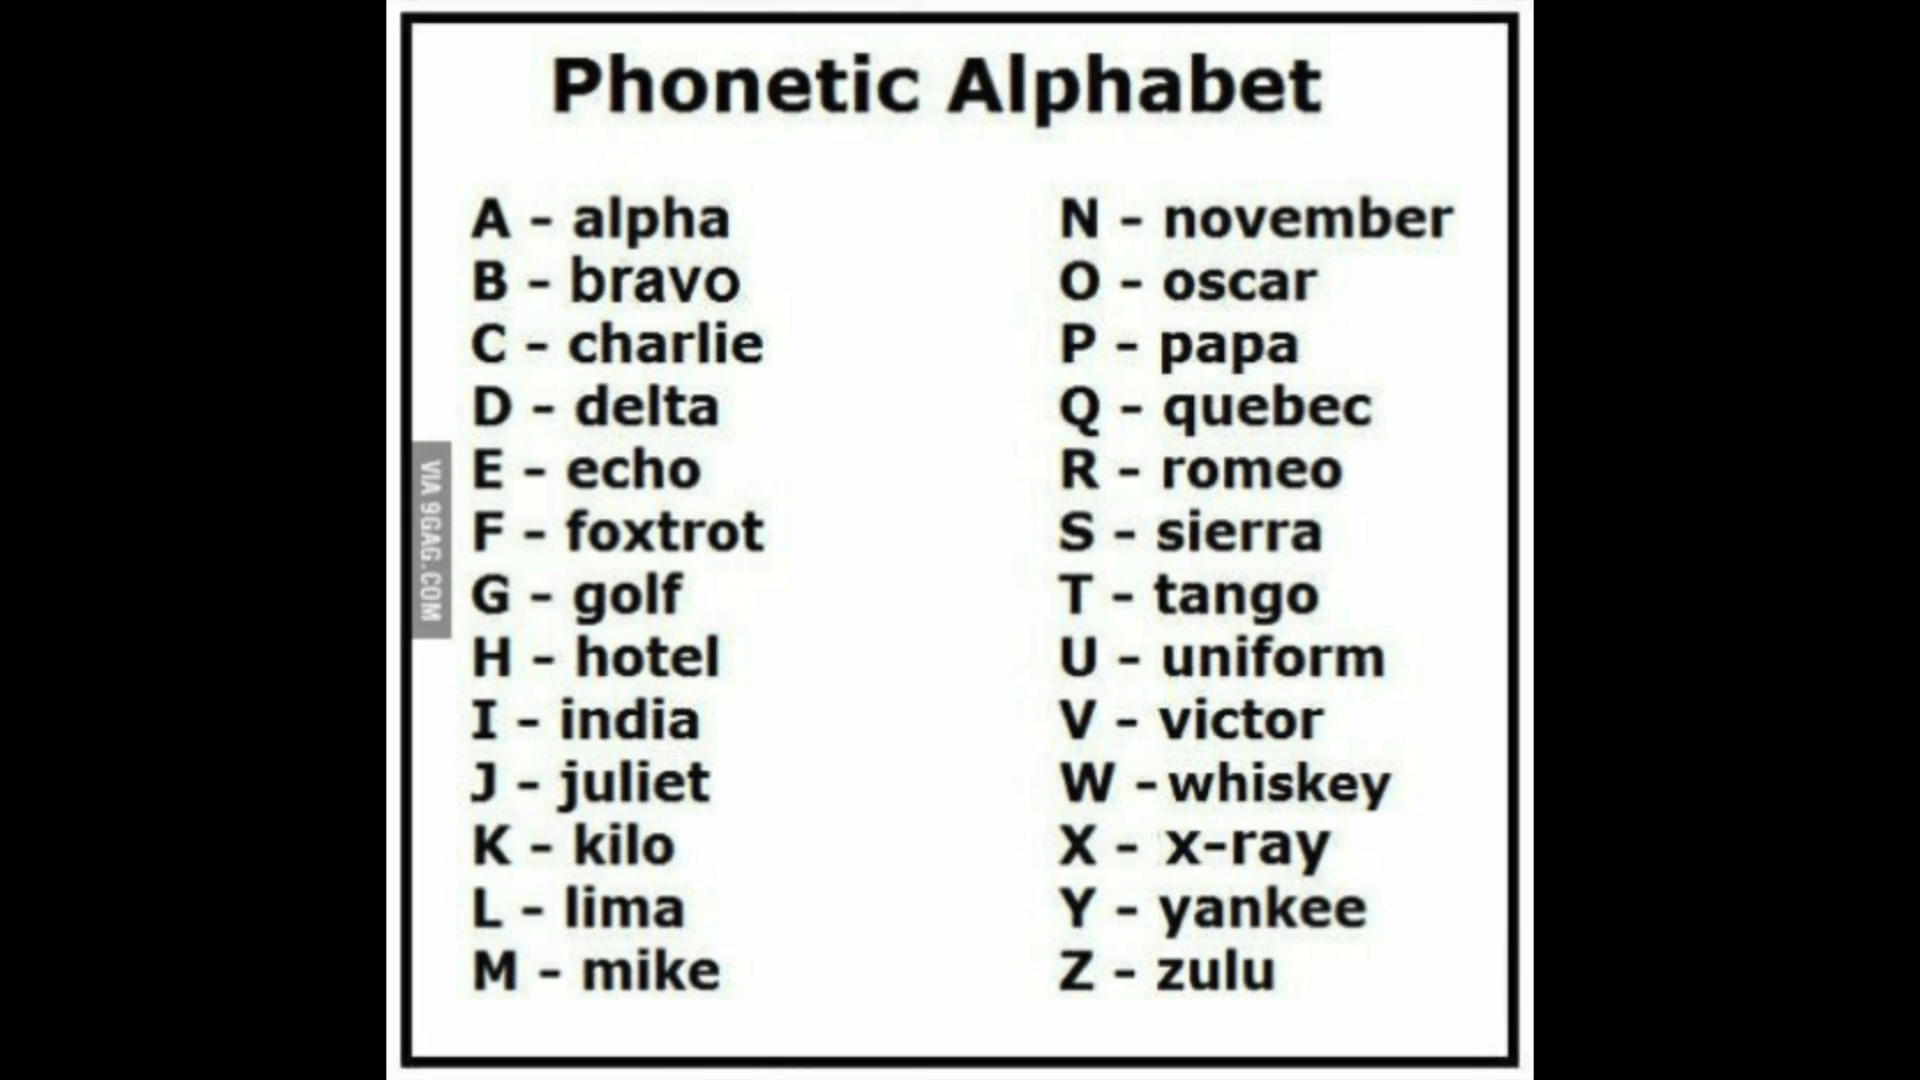 Phonetic Alphabet
A - alpha
B - bravo
C - charlie
D - delta
E - echo
F - foxtrot
G - golf
H - hotel
I - india
J - juliet
K - kilo
L - lima
M - mike
N - november
O - oscar
P - papa
Q - quebec
R - romeo
S - sierra
T - tango
U - uniform
V - victor
W - whiskey
X - x-ray
Y - yankee
Z - zulu
VIA 9GAG.COM